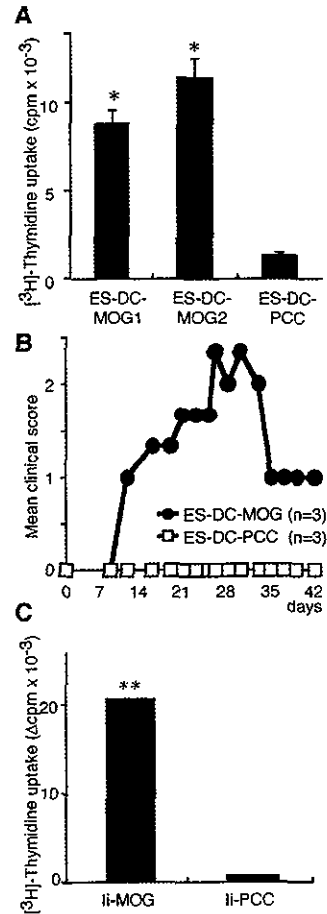 A
[³H]-Thymidine uptake (cpm x 10⁻³)
10
5
0
*
*
ES-DC-MOG1
ES-DC-MOG2
ES-DC-PCC
B
Mean clinical score
2
1
0
ES-DC-MOG (n=3)
ES-DC-PCC (n=3)
0 7 14 21 28 35 42
days
C
[³H]-Thymidine uptake (Δcpm x 10⁻³)
20
10
0
**
Ii-MOG
Ii-PCC